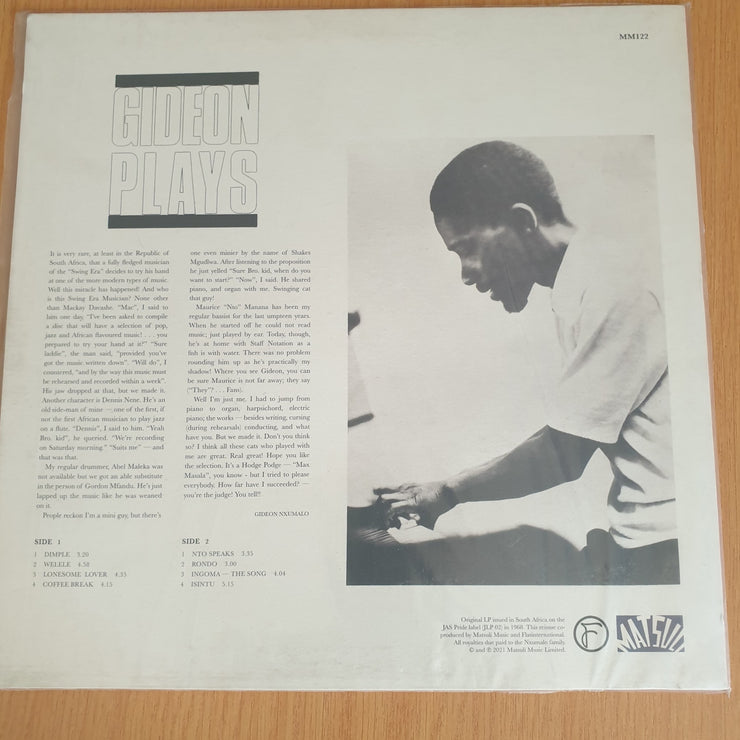 MM122
GIDEON
PLAYS
It is very rare, at least in the Republic of
South Africa, that a fully fledged musician
of the "Swing Era" decides to try his hand
at one of the more modern types of music.
Well this miracle has happened! And who
is this Swing Era Musician? None other
than Mackay Davashe. "Mac", I said to
him one day, "I've been asked to compile
a disc that will have a selection of pop,
jazz and African flavoured music! . . . you
prepared to try your hand at it?" "Sure
laddie", the man said, "provided you've
got the music written down". "Will do", I
countered, "and by the way this music must
be rehearsed and recorded within a week".
His jaw dropped at that, but we made it.
Another character is Dennis Nene. He's an
old side-man of mine — one of the first, if
not the first African musician to play jazz
on a flute. "Dennis", I said to him. "Yeah
Bro. kid", he queried. "We're recording
on Saturday morning." "Suits me" — and
that was that.
My regular drummer, Abel Maleka was
not available but we got an able substitute
in the person of Gordon Mfandu. He's just
lapped up the music like he was weaned
on it.
People reckon I'm a mini guy, but there's
one even minier by the name of Shakes
Mgudlwa. After listening to the proposition
he just yelled "Sure Bro. kid, when do you
want to start?" "Now", I said. He shared
piano, and organ with me. Swinging cat
that guy!
Maurice "Nto" Manana has been my
regular bassist for the last umpteen years.
When he started off he could not read
music; just played by ear. Today, though,
he's at home with Staff Notation as a
fish is with water. There was no problem
rounding him up as he's practically my
shadow! Where you see Gideon, you can
be sure Maurice is not far away; they say
("They"? . . . Fans).
Well I'm just me. I had to jump from
piano to organ, harpsichord, electric
piano; the works — besides writing, cursing
(during rehearsals) conducting, and what
have you. But we made it. Don't you think
so? I think all these cats who played with
me are great. Real great! Hope you like
the selection. It's a Hodge Podge — "Max
Masala", you know - but I tried to please
everybody. How far have I succeeded? —
you're the judge! You tell!!
GIDEON NXUMALO
SIDE 1
1 DIMPLE 3.20
2 WELELE 4.58
3 LONESOME LOVER 4.35
4 COFFEE BREAK 4.15
SIDE 2
1 NTO SPEAKS 3.35
2 RONDO 3.00
3 INGOMA — THE SONG 4.04
4 ISINTU 5.15
Original LP issued in South Africa on the
JAS Pride label (JLP 02) in 1968. This reissue co-
produced by Matsuli Music and Flatinternational.
All royalties that paid to the Nxumalo family.
© and ℗ 2021 Matsuli Music Limited.
MATSULI